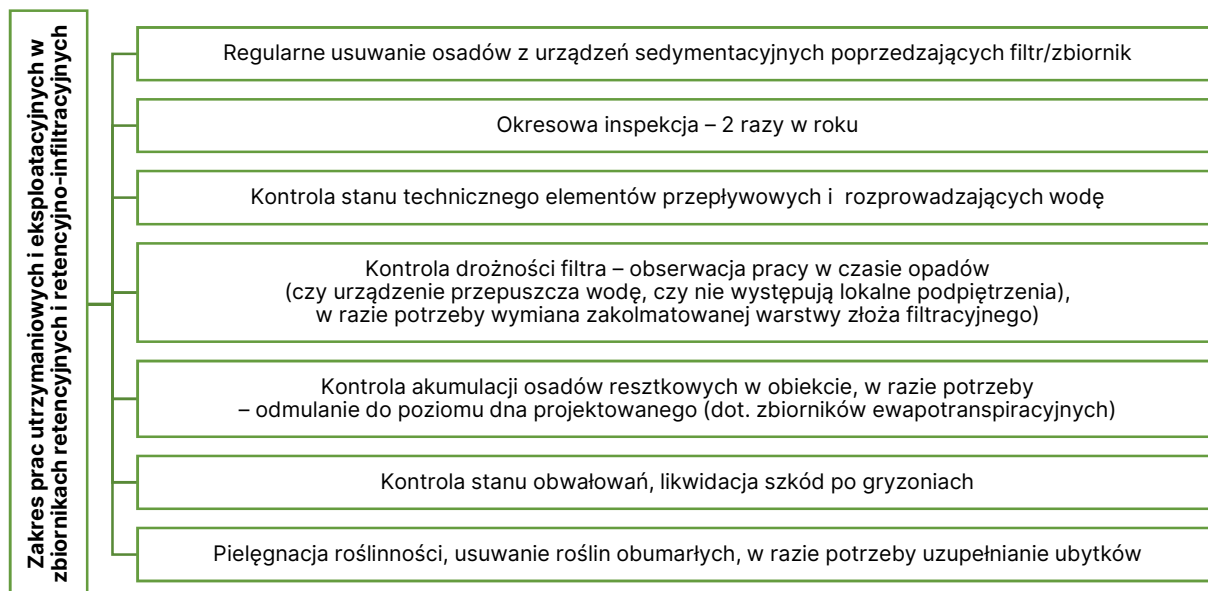 Zakres prac utrzymaniowych i eksploatacyjnych w
zbiornikach retencyjnych i retencyjno-infiltracyjnych
Regularne usuwanie osadów z urządzeń sedymentacyjnych poprzedzających filtr/zbiornik
Okresowa inspekcja – 2 razy w roku
Kontrola stanu technicznego elementów przepływowych i rozprowadzających wodę
Kontrola drożności filtra – obserwacja pracy w czasie opadów
(czy urządzenie przepuszcza wodę, czy nie występują lokalne podpiętrzenia),
w razie potrzeby wymiana zakolmatowanej warstwy złoża filtracyjnego)
Kontrola akumulacji osadów resztkowych w obiekcie, w razie potrzeby
– odmulanie do poziomu dna projektowanego (dot. zbiorników ewapotranspiracyjnych)
Kontrola stanu obwałowań, likwidacja szkód po gryzoniach
Pielęgnacja roślinności, usuwanie roślin obumarłych, w razie potrzeby uzupełnianie ubytków